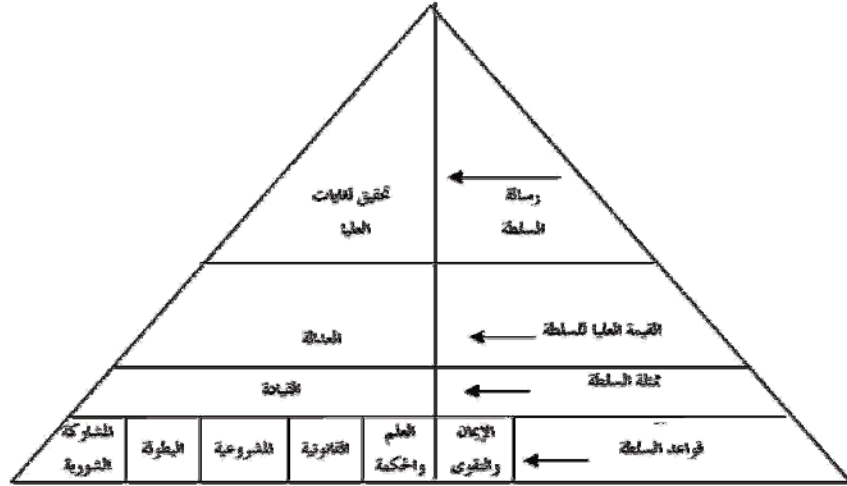 رسالة
السلطة
تحقيق الغايات
العليا
القيمة العليا للسلطة
العدالة
ممثلة السلطة
القيادة
قواعد السلطة
الإيمان
والتقوى
العلم
والحكمة
القانونية
المشروعية
البطولة
المشاركة
الشورية